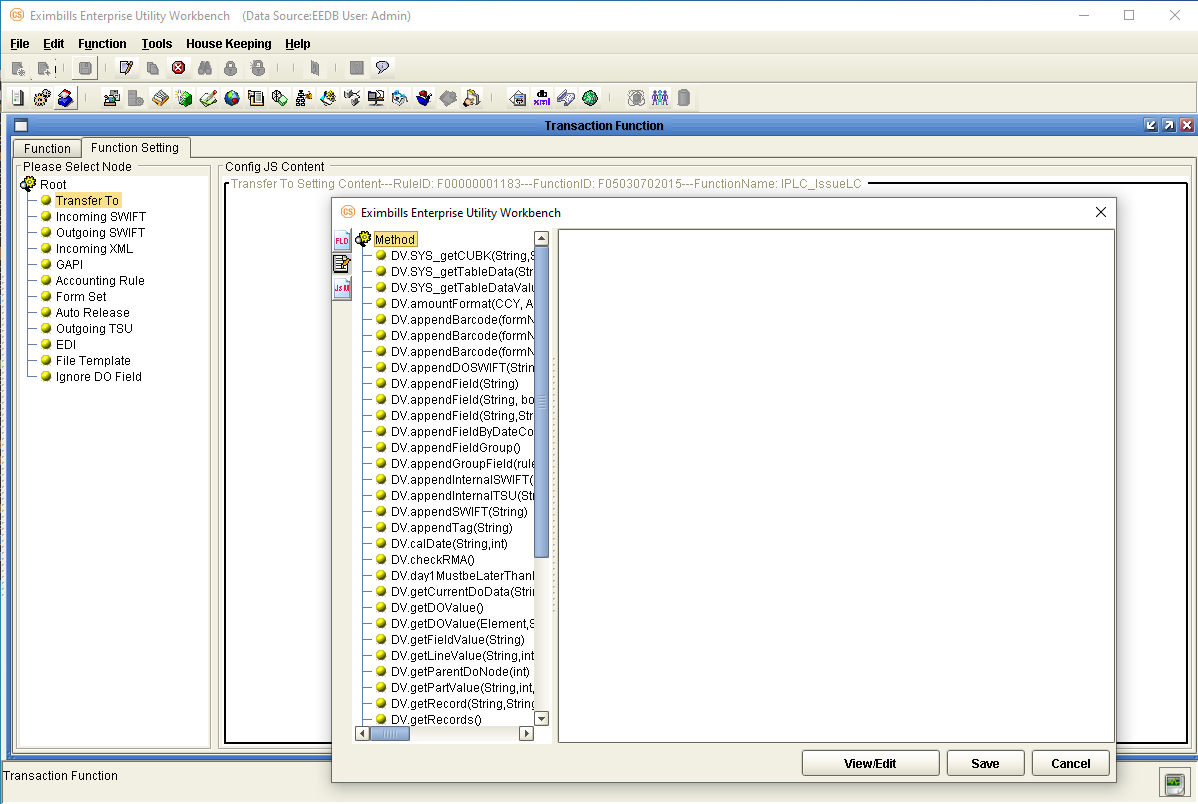 CS Eximbills Enterprise Utility Workbench (Data Source:EEDB User: Admin)
File Edit Function Tools House Keeping Help
db
xml
Transaction Function
Function Function Setting
Please Select Node
Root
Transfer To
Incoming SWIFT
Outgoing SWIFT
Incoming XML
GAPI
Accounting Rule
Form Set
Auto Release
Outgoing TSU
EDI
File Template
Ignore DO Field
Config JS Content
Transfer To Setting Content---RuleID: F00000001183---FunctionID: F05030702015---FunctionName: IPLC_IssueLC
CS Eximbills Enterprise Utility Workbench
FLD
Js M
Method
DV.SYS_getCUBK(String,S
DV.SYS_getTableData(Str
DV.SYS_getTableDataValu
DV.amountFormat(CCY, A
DV.appendBarcode(formN
DV.appendBarcode(formN
DV.appendBarcode(formN
DV.appendDOSWIFT(Strin
DV.appendField(String)
DV.appendField(String, bo
DV.appendField(String,Str
DV.appendFieldByDateCo
DV.appendFieldGroup()
DV.appendGroupField(rule
DV.appendInternalSWIFT(
DV.appendInternalTSU(Str
DV.appendSWIFT(String)
DV.appendTag(String)
DV.calDate(String,int)
DV.checkRMA()
DV.day1MustbeLaterThanI
DV.getCurrentDoData(Stri
DV.getDOValue()
DV.getDOValue(Element,S
DV.getFieldValue(String)
DV.getLineValue(String,int
DV.getParentDoNode(int)
DV.getPartValue(String,int,
DV.getRecord(String,String
DV.getRecords()
View/Edit Save Cancel
Transaction Function